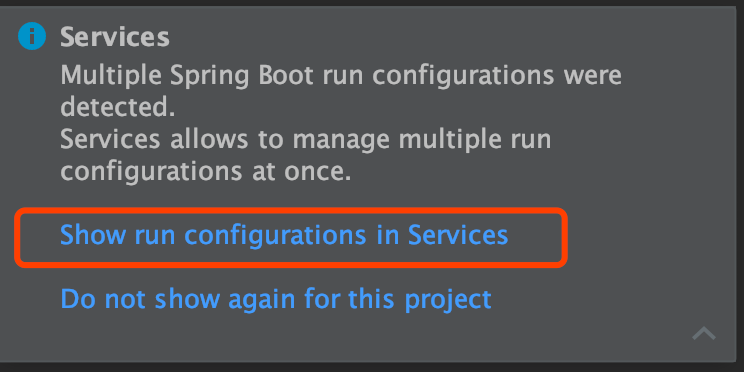 Services
Multiple Spring Boot run configurations were
detected.
Services allows to manage multiple run
configurations at once.
Show run configurations in Services
Do not show again for this project